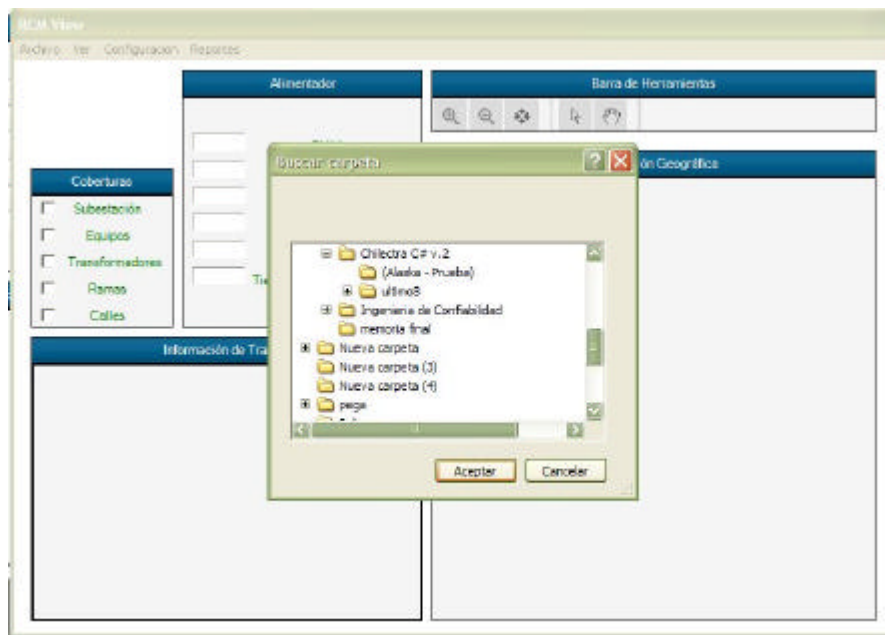 RCM View
Archivo Ver Configuracion Reportes
Alimentador
Barra de Herramientas
Buscar carpeta
ón Geográfica
Coberturas
Subestación
Equipos
Transformadores
Ramas
Calles
Tie
Chilectra C# v.2
(Alaska - Prueba)
ultimo8
Ingenieria de Confiabilidad
memoria final
Nueva carpeta
Nueva carpeta (3)
Nueva carpeta (4)
pega
Información de Tra
Aceptar
Cancelar